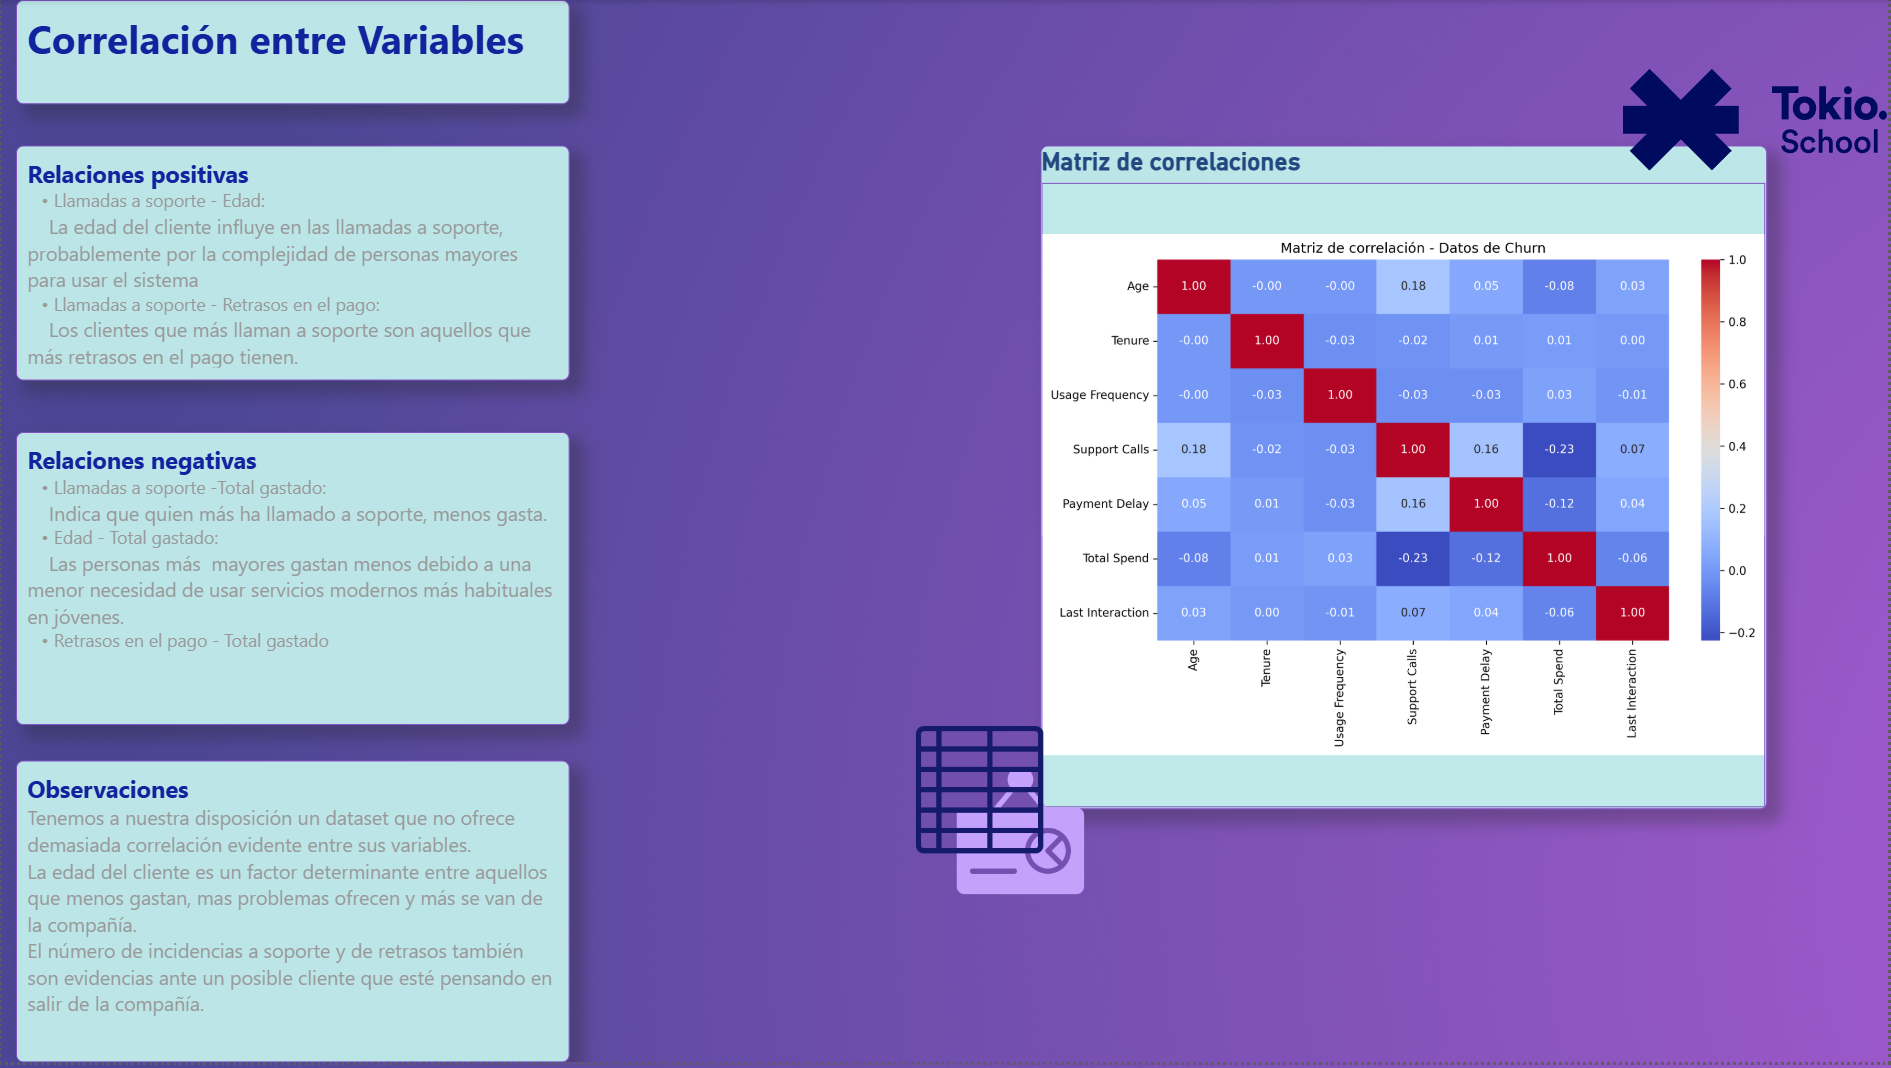 Correlación entre Variables
Relaciones positivas
• Llamadas a soporte - Edad:
La edad del cliente influye en las llamadas a soporte,
probablemente por la complejidad de personas mayores
para usar el sistema
• Llamadas a soporte - Retrasos en el pago:
Los clientes que más llaman a soporte son aquellos que
más retrasos en el pago tienen.
Relaciones negativas
• Llamadas a soporte -Total gastado:
Indica que quien más ha llamado a soporte, menos gasta.
• Edad - Total gastado:
Las personas más  mayores gastan menos debido a una
menor necesidad de usar servicios modernos más habituales
en jóvenes.
• Retrasos en el pago - Total gastado
Observaciones
Tenemos a nuestra disposición un dataset que no ofrece
demasiada correlación evidente entre sus variables.
La edad del cliente es un factor determinante entre aquellos
que menos gastan, mas problemas ofrecen y más se van de
la compañía.
El número de incidencias a soporte y de retrasos también
son evidencias ante un posible cliente que esté pensando en
salir de la compañía.
Tokio.
School
Matriz de correlaciones
Matriz de correlación - Datos de Churn
Age 1.00 -0.00 -0.00 0.18 0.05 -0.08 0.03
Tenure -0.00 1.00 -0.03 -0.02 0.01 0.01 0.00
Usage Frequency -0.00 -0.03 1.00 -0.03 -0.03 0.03 -0.01
Support Calls 0.18 -0.02 -0.03 1.00 0.16 -0.23 0.07
Payment Delay 0.05 0.01 -0.03 0.16 1.00 -0.12 0.04
Total Spend -0.08 0.01 0.03 -0.23 -0.12 1.00 -0.06
Last Interaction 0.03 0.00 -0.01 0.07 0.04 -0.06 1.00
Age
Tenure
Usage Frequency
Support Calls
Payment Delay
Total Spend
Last Interaction
1.0
0.8
0.6
0.4
0.2
0.0
−0.2